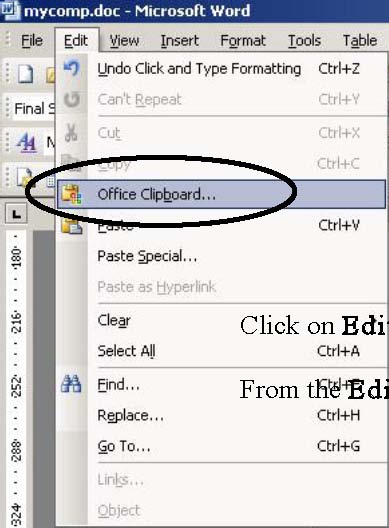 mycomp.doc - Microsoft Word
File Edit View Insert Format Tools Table
Undo Click and Type Formatting Ctrl+Z
Can't Repeat Ctrl+Y
Final
Cut Ctrl+X
Copy Ctrl+C
Office Clipboard...
Paste Ctrl+V
Paste Special...
Paste as Hyperlink
Clear
Click on Edi
Select All Ctrl+A
Find...
From the Edi
Replace... Ctrl+H
Go To... Ctrl+G
Links...
Object
180
216
252
288
324